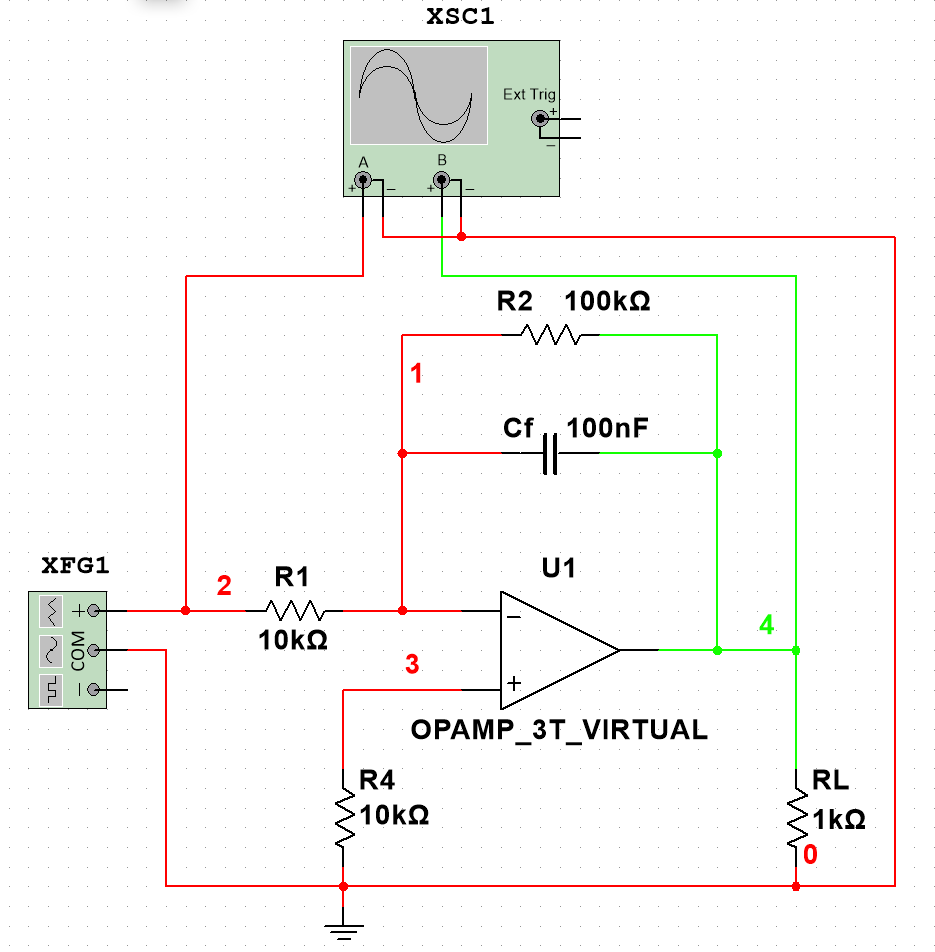 XSC1
Ext Trig
+
−
A
B
+ −
+ −
R2 100kΩ
1
Cf 100nF
XFG1
2
R1
U1
+
COM
−
10kΩ
−
4
3
+
OPAMP_3T_VIRTUAL
R4
10kΩ
RL
1kΩ
0